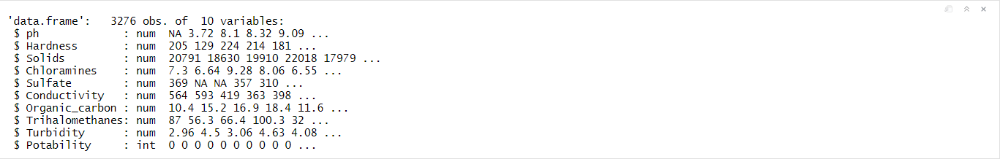 'data.frame':   3276 obs. of  10 variables:
 $ ph             : num  NA 3.72 8.1 8.32 9.09 ...
 $ Hardness       : num  205 129 224 214 181 ...
 $ Solids         : num  20791 18630 19910 22018 17979 ...
 $ Chloramines    : num  7.3 6.64 9.28 8.06 6.55 ...
 $ Sulfate        : num  369 NA NA 357 310 ...
 $ Conductivity   : num  564 593 419 363 398 ...
 $ Organic_carbon : num  10.4 15.2 16.9 18.4 11.6 ...
 $ Trihalomethanes: num  87 56.3 66.4 100.3 32 ...
 $ Turbidity      : num  2.96 4.5 3.06 4.63 4.08 ...
 $ Potability     : int  0 0 0 0 0 0 0 0 0 0 ...